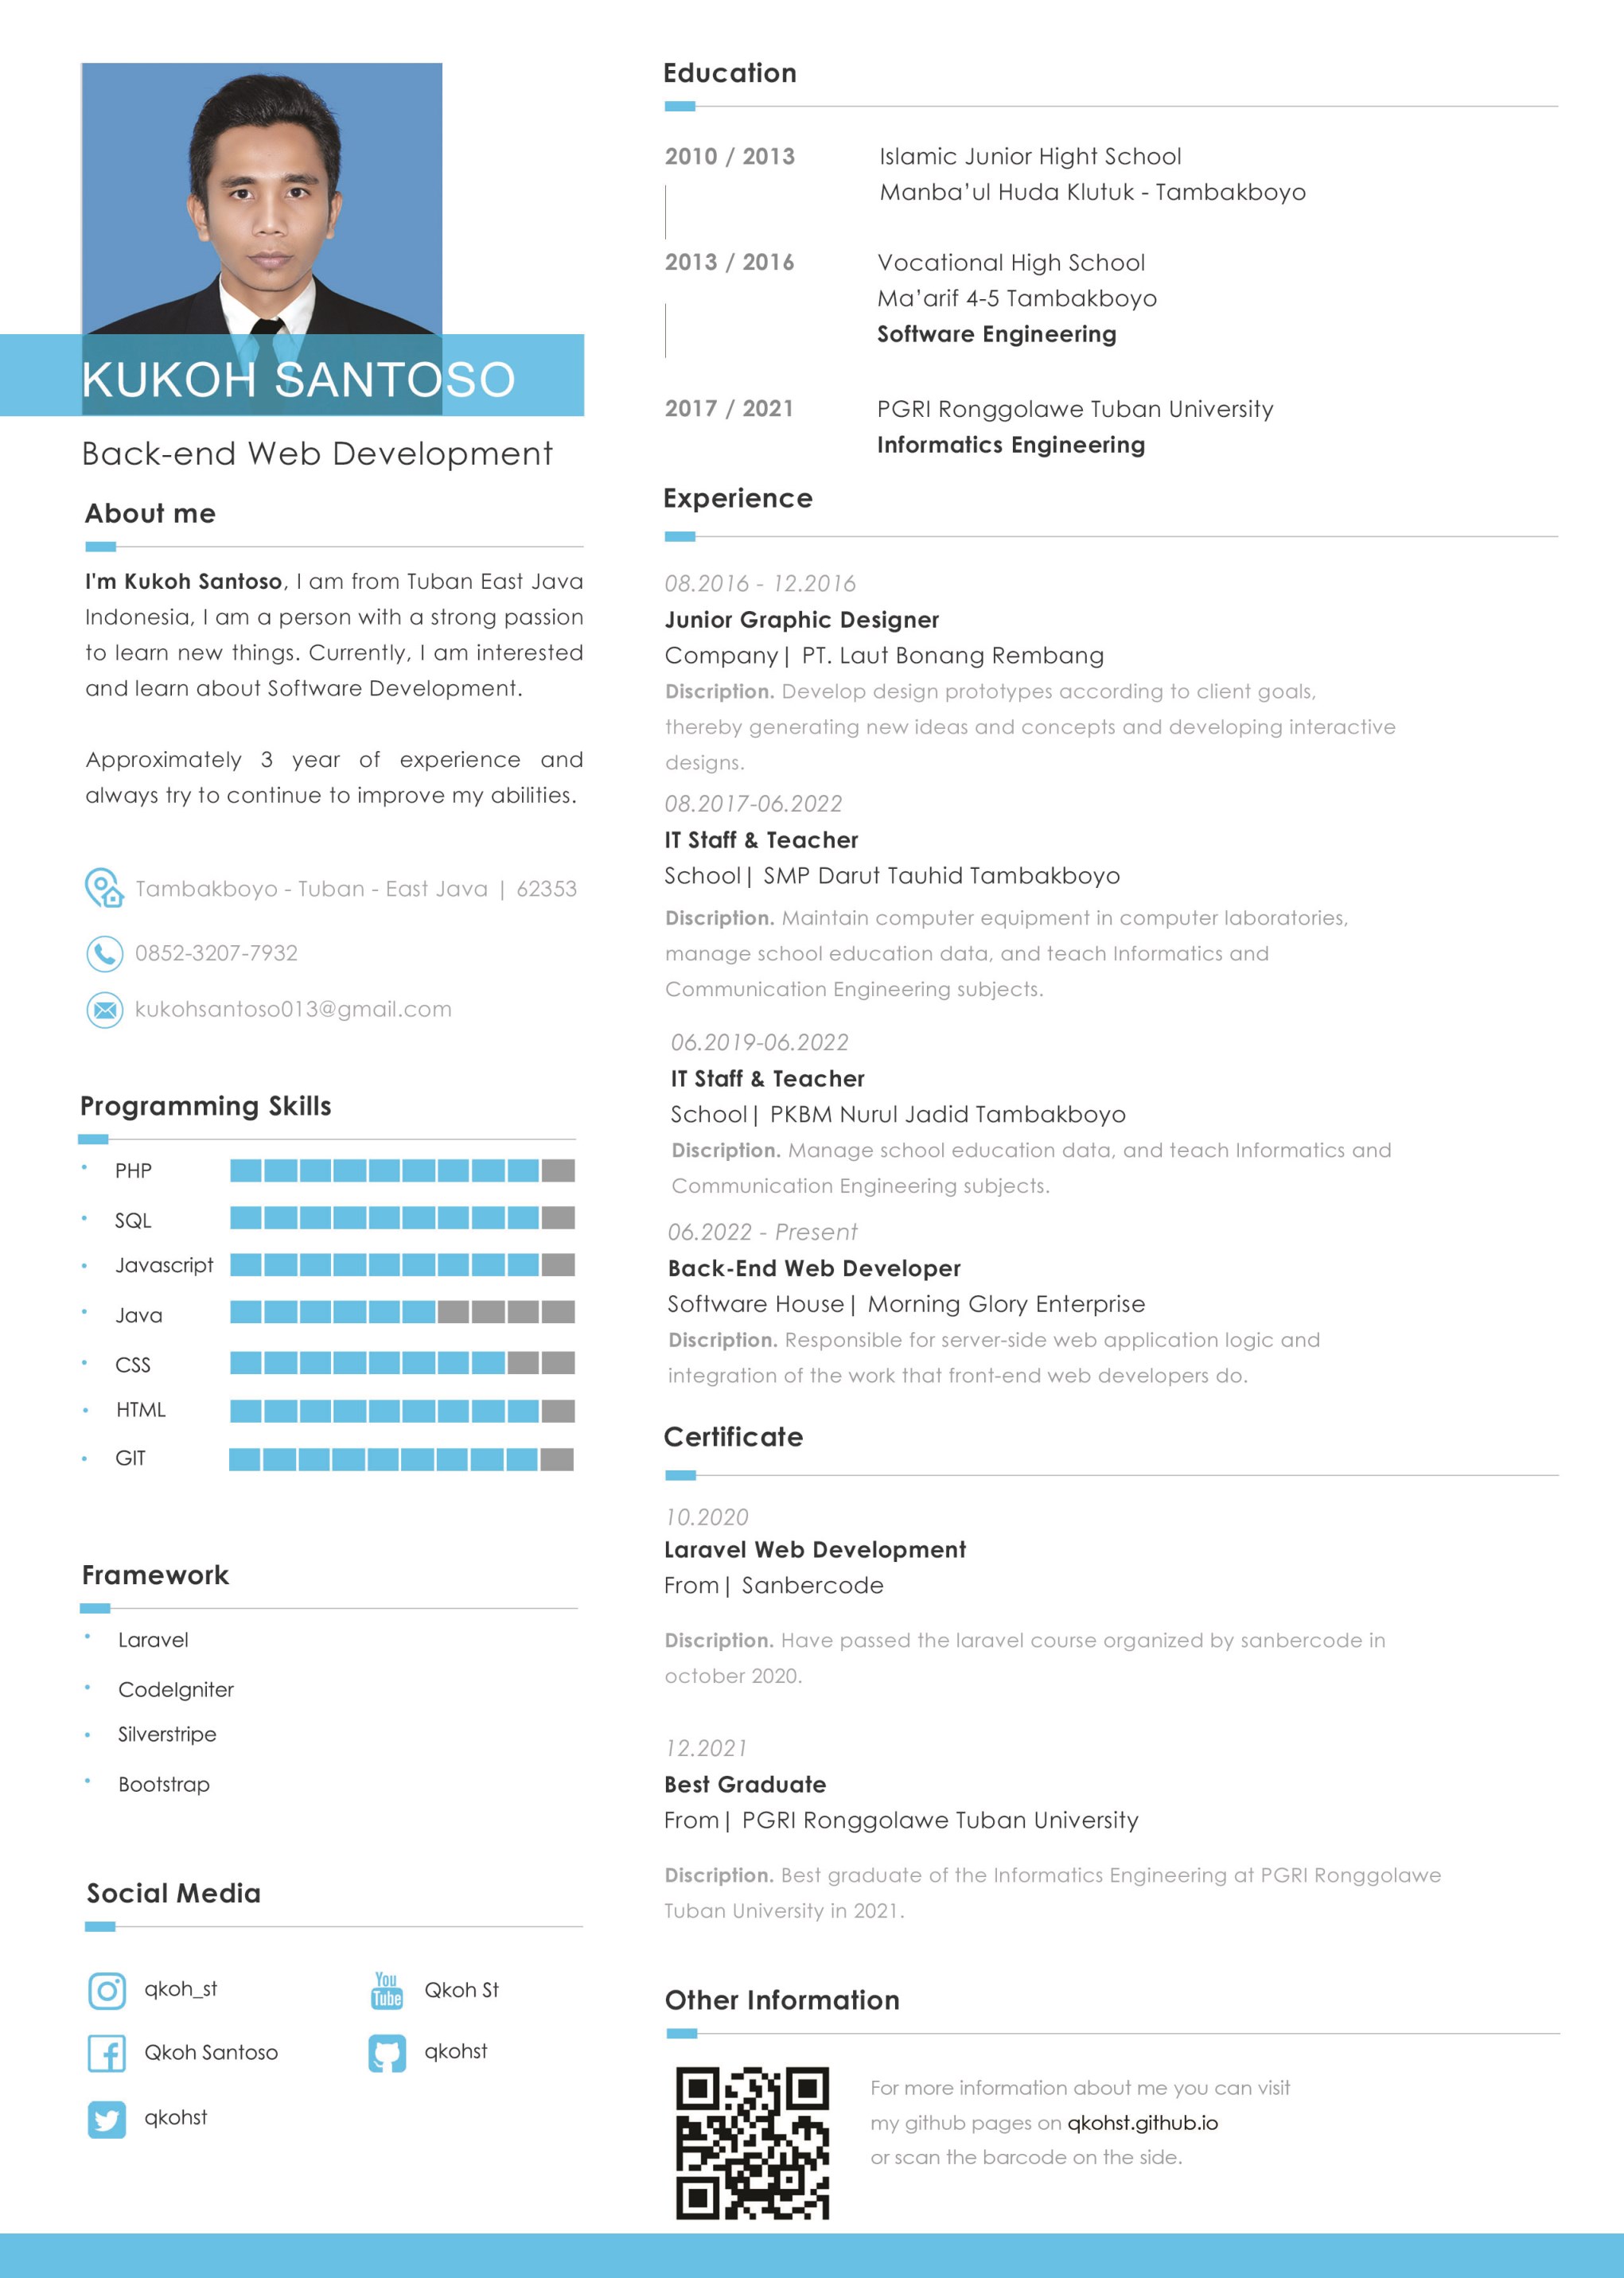 KUKOH SANTOSO
Back-end Web Development
About me
I'm Kukoh Santoso, I am from Tuban East Java
Indonesia, I am a person with a strong passion
to learn new things. Currently, I am interested
and learn about Software Development.
Approximately 3 year of experience and
always try to continue to improve my abilities.
Tambakboyo - Tuban - East Java | 62353
0852-3207-7932
kukohsantoso013@gmail.com
Programming Skills
PHP
SQL
Javascript
Java
CSS
HTML
GIT
Framework
Laravel
CodeIgniter
Silverstripe
Bootstrap
Social Media
qkoh_st
You
Tube
Qkoh St
Qkoh Santoso
qkohst
qkohst
Education
2010 / 2013
Islamic Junior Hight School
Manba'ul Huda Klutuk - Tambakboyo
2013 / 2016
Vocational High School
Ma'arif 4-5 Tambakboyo
Software Engineering
2017 / 2021
PGRI Ronggolawe Tuban University
Informatics Engineering
Experience
08.2016 - 12.2016
Junior Graphic Designer
Company| PT. Laut Bonang Rembang
Discription. Develop design prototypes according to client goals,
thereby generating new ideas and concepts and developing interactive
designs.
08.2017-06.2022
IT Staff & Teacher
School| SMP Darut Tauhid Tambakboyo
Discription. Maintain computer equipment in computer laboratories,
manage school education data, and teach Informatics and
Communication Engineering subjects.
06.2019-06.2022
IT Staff & Teacher
School| PKBM Nurul Jadid Tambakboyo
Discription. Manage school education data, and teach Informatics and
Communication Engineering subjects.
06.2022 - Present
Back-End Web Developer
Software House| Morning Glory Enterprise
Discription. Responsible for server-side web application logic and
integration of the work that front-end web developers do.
Certificate
10.2020
Laravel Web Development
From| Sanbercode
Discription. Have passed the laravel course organized by sanbercode in
october 2020.
12.2021
Best Graduate
From| PGRI Ronggolawe Tuban University
Discription. Best graduate of the Informatics Engineering at PGRI Ronggolawe
Tuban University in 2021.
Other Information
For more information about me you can visit
my github pages on qkohst.github.io
or scan the barcode on the side.